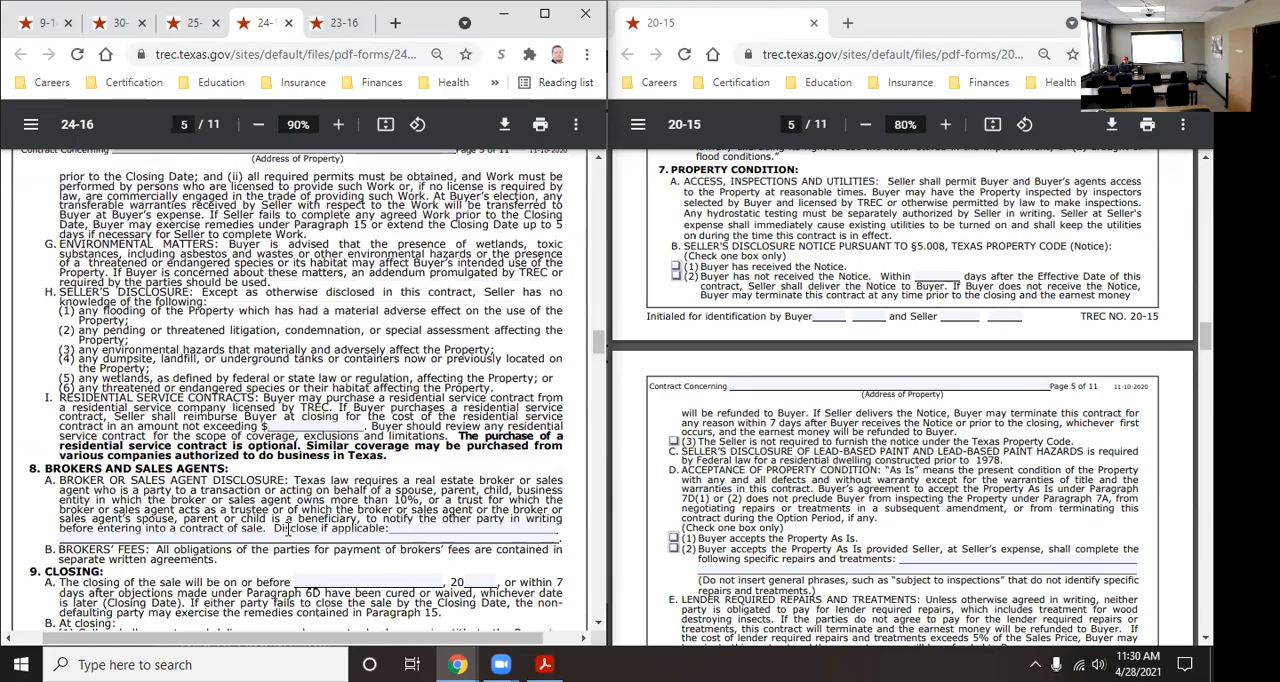 9-1
30-
25-
24-
23-16
trec.texas.gov/sites/default/files/pdf-forms/24...
Careers
Certification
Education
Insurance
Finances
Health
»
Reading list
24-16
5 / 11
90%
Contract Concerning Page 5 of 11 11-10-2020
(Address of Property)
prior to the Closing Date; and (ii) all required permits must be obtained, and Work must be
performed by persons who are licensed to provide such Work or, if no license is required by
law, are commercially engaged in the trade of providing such Work. At Buyer's election, any
transferable warranties received by Seller with respect to the Work will be transferred to
Buyer at Buyer's expense. If Seller fails to complete any agreed Work prior to the Closing
Date, Buyer may exercise remedies under Paragraph 15 or extend the Closing Date up to 5
days if necessary for Seller to complete Work.
G. ENVIRONMENTAL MATTERS: Buyer is advised that the presence of wetlands, toxic
substances, including asbestos and wastes or other environmental hazards or the presence
of a threatened or endangered species or its habitat may affect Buyer's intended use of the
Property. If Buyer is concerned about these matters, an addendum promulgated by TREC or
required by the parties should be used.
H. SELLER'S DISCLOSURE: Except as otherwise disclosed in this contract, Seller has no
knowledge of the following:
(1) any flooding of the Property which has had a material adverse effect on the use of the
Property;
(2) any pending or threatened litigation, condemnation, or special assessment affecting the
Property;
(3) any environmental hazards that materially and adversely affect the Property;
(4) any dumpsite, landfill, or underground tanks or containers now or previously located on
the Property;
(5) any wetlands, as defined by federal or state law or regulation, affecting the Property; or
(6) any threatened or endangered species or their habitat affecting the Property.
I. RESIDENTIAL SERVICE CONTRACTS: Buyer may purchase a residential service contract from
a residential service company licensed by TREC. If Buyer purchases a residential service
contract, Seller shall reimburse Buyer at closing for the cost of the residential service
contract in an amount not exceeding $ . Buyer should review any residential
service contract for the scope of coverage, exclusions and limitations. The purchase of a
residential service contract is optional. Similar coverage may be purchased from
various companies authorized to do business in Texas.
8. BROKERS AND SALES AGENTS:
A. BROKER OR SALES AGENT DISCLOSURE: Texas law requires a real estate broker or sales
agent who is a party to a transaction or acting on behalf of a spouse, parent, child, business
entity in which the broker or sales agent owns more than 10%, or a trust for which the
broker or sales agent acts as a trustee or of which the broker or sales agent or the broker or
sales agent's spouse, parent or child is a beneficiary, to notify the other party in writing
before entering into a contract of sale. Disclose if applicable:
.
B. BROKERS' FEES: All obligations of the parties for payment of brokers' fees are contained in
separate written agreements.
9. CLOSING:
A. The closing of the sale will be on or before , 20 , or within 7
days after objections made under Paragraph 6D have been cured or waived, whichever date
is later (Closing Date). If either party fails to close the sale by the Closing Date, the non-
defaulting party may exercise the remedies contained in Paragraph 15.
B. At closing:
20-15
trec.texas.gov/sites/default/files/pdf-forms/20...
Careers
Certification
Education
Insurance
Finances
Health
20-15
5 / 11
80%
flood conditions."
7. PROPERTY CONDITION:
A. ACCESS, INSPECTIONS AND UTILITIES: Seller shall permit Buyer and Buyer's agents access
to the Property at reasonable times. Buyer may have the Property inspected by inspectors
selected by Buyer and licensed by TREC or otherwise permitted by law to make inspections.
Any hydrostatic testing must be separately authorized by Seller in writing. Seller at Seller's
expense shall immediately cause existing utilities to be turned on and shall keep the utilities
on during the time this contract is in effect.
B. SELLER'S DISCLOSURE NOTICE PURSUANT TO §5.008, TEXAS PROPERTY CODE (Notice):
(Check one box only)
(1) Buyer has received the Notice.
(2) Buyer has not received the Notice. Within days after the Effective Date of this
contract, Seller shall deliver the Notice to Buyer. If Buyer does not receive the Notice,
Buyer may terminate this contract at any time prior to the closing and the earnest money
Initialed for identification by Buyer and Seller TREC NO. 20-15
Contract Concerning Page 5 of 11 11-10-2020
(Address of Property)
will be refunded to Buyer. If Seller delivers the Notice, Buyer may terminate this contract for
any reason within 7 days after Buyer receives the Notice or prior to the closing, whichever first
occurs, and the earnest money will be refunded to Buyer.
(3) The Seller is not required to furnish the notice under the Texas Property Code.
C. SELLER'S DISCLOSURE OF LEAD-BASED PAINT AND LEAD-BASED PAINT HAZARDS is required
by Federal law for a residential dwelling constructed prior to 1978.
D. ACCEPTANCE OF PROPERTY CONDITION: "As Is" means the present condition of the Property
with any and all defects and without warranty except for the warranties of title and the
warranties in this contract. Buyer's agreement to accept the Property As Is under Paragraph
7D(1) or (2) does not preclude Buyer from inspecting the Property under Paragraph 7A, from
negotiating repairs or treatments in a subsequent amendment, or from terminating this
contract during the Option Period, if any.
(Check one box only)
(1) Buyer accepts the Property As Is.
(2) Buyer accepts the Property As Is provided Seller, at Seller's expense, shall complete the
following specific repairs and treatments:
.
(Do not insert general phrases, such as "subject to inspections" that do not identify specific
repairs and treatments.)
E. LENDER REQUIRED REPAIRS AND TREATMENTS: Unless otherwise agreed in writing, neither
party is obligated to pay for lender required repairs, which includes treatment for wood
destroying insects. If the parties do not agree to pay for the lender required repairs or
treatments, this contract will terminate and the earnest money will be refunded to Buyer. If
the cost of lender required repairs and treatments exceeds 5% of the Sales Price, Buyer may
Type here to search
11:30 AM
4/28/2021